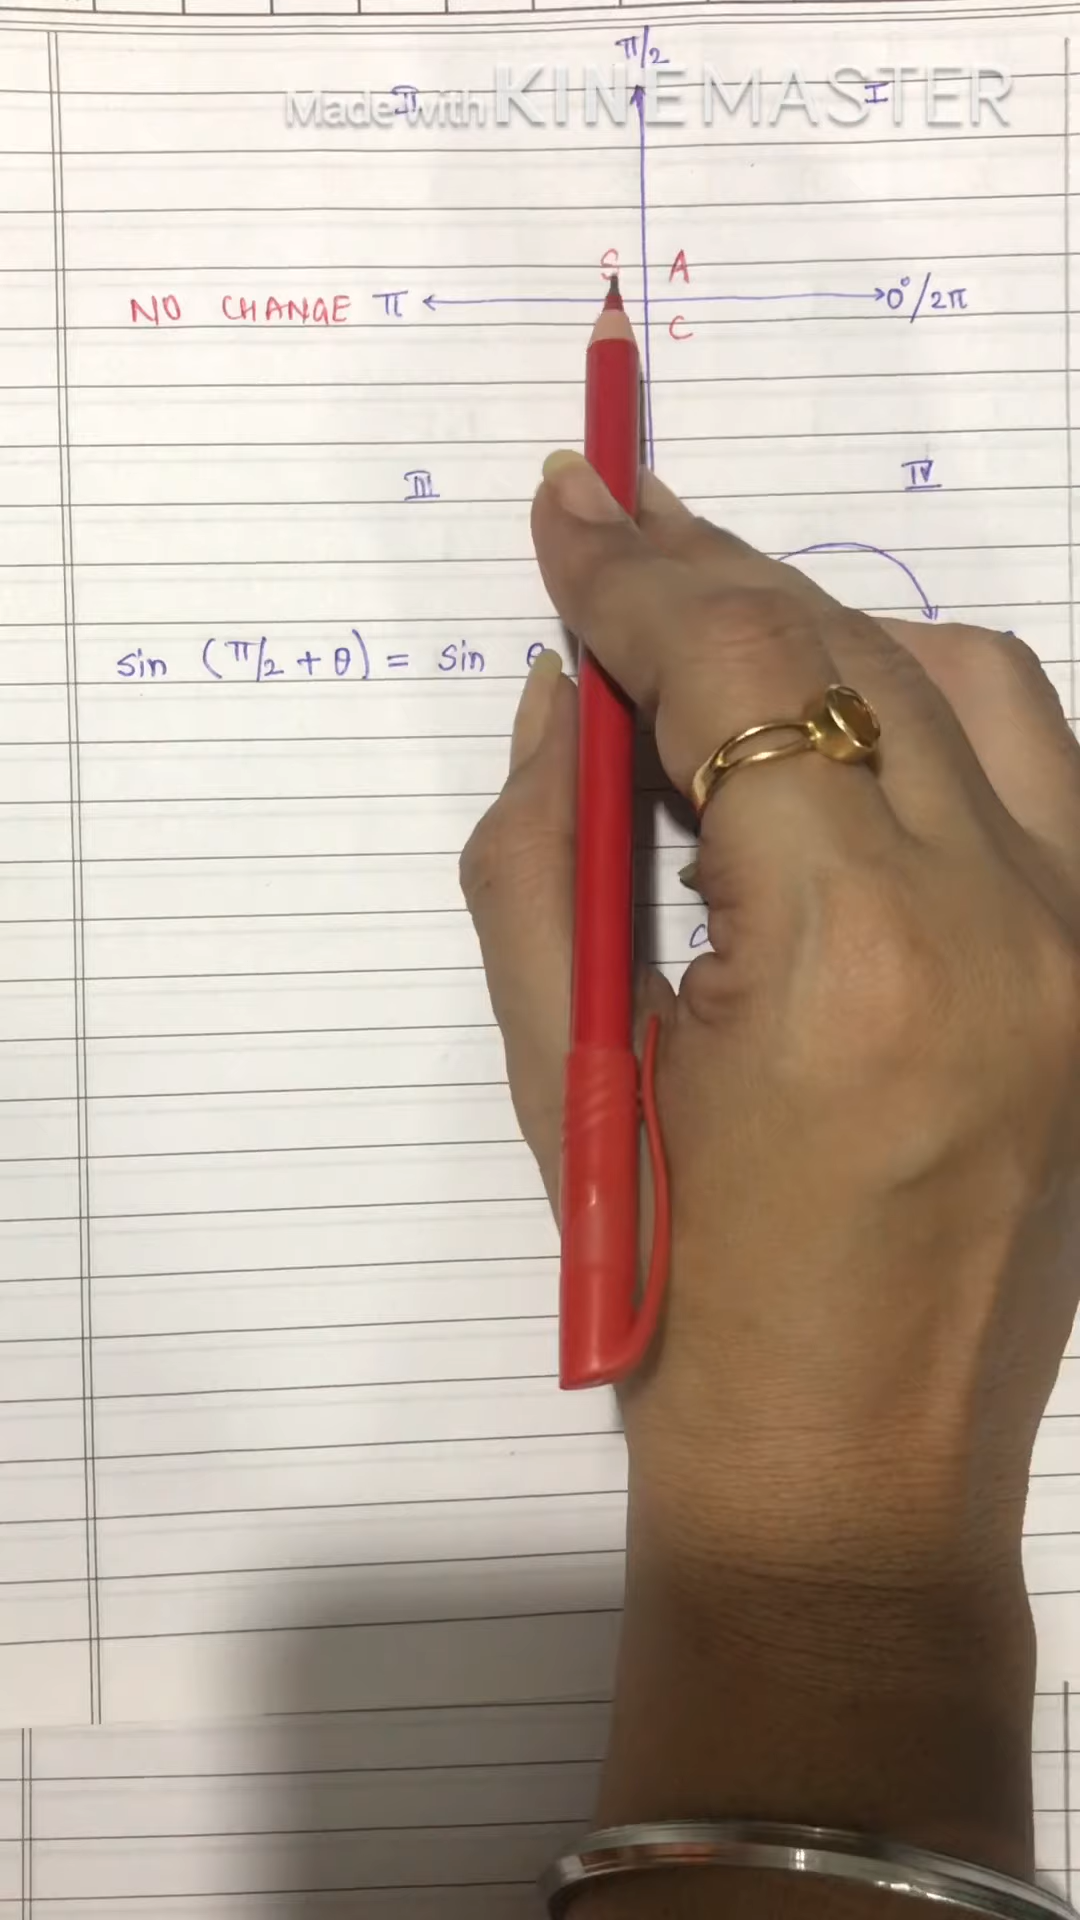 π/2
Made with KINEMASTER
II I
S A
NO CHANGE π 0°/2π
C
III IV
sin (π/2 + θ) = sin θ